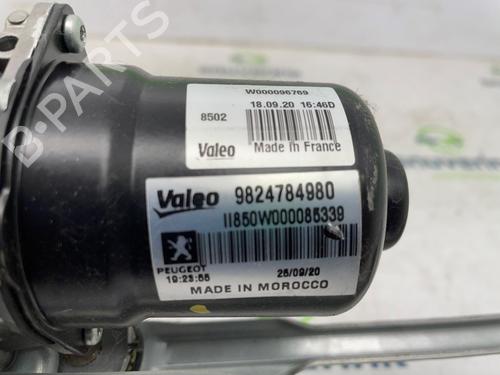 W000096769
18.09.20 16:46D
8502
Valeo Made in France
Valeo 9824784980
II850W000085339
PEUGEOT 25/09/20
19:23:55
MADE IN MOROCCO
B-PARTS